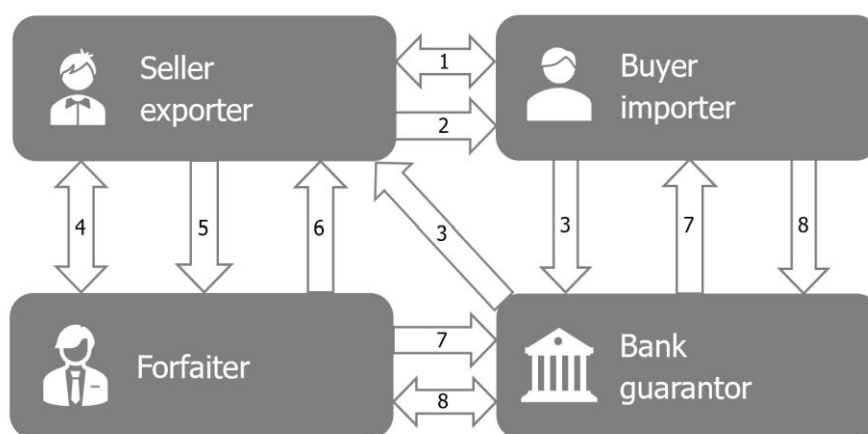 Seller
exporter
1
Buyer
importer
2
4
5
6
3
3
7
8
Forfaiter
7
8
Bank
guarantor